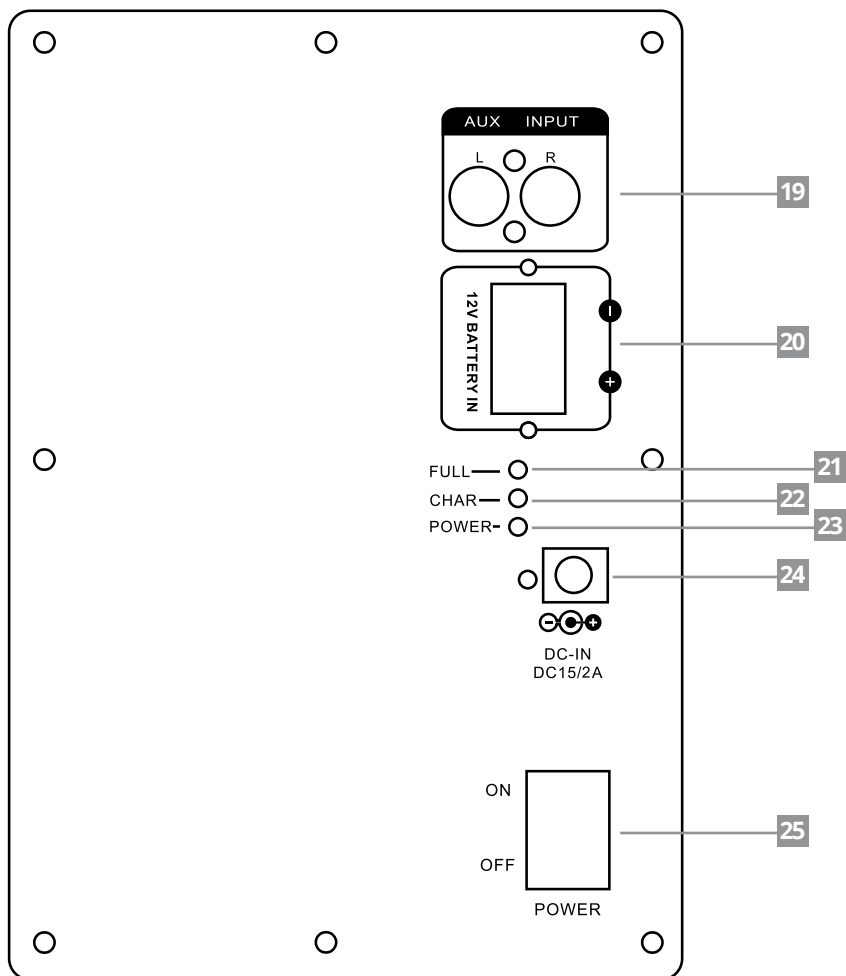 AUX INPUT
L R
19
12V BATTERY IN
-
+
20
FULL
21
CHAR
22
POWER
23
24
- +
DC-IN
DC15/2A
ON
25
OFF
POWER